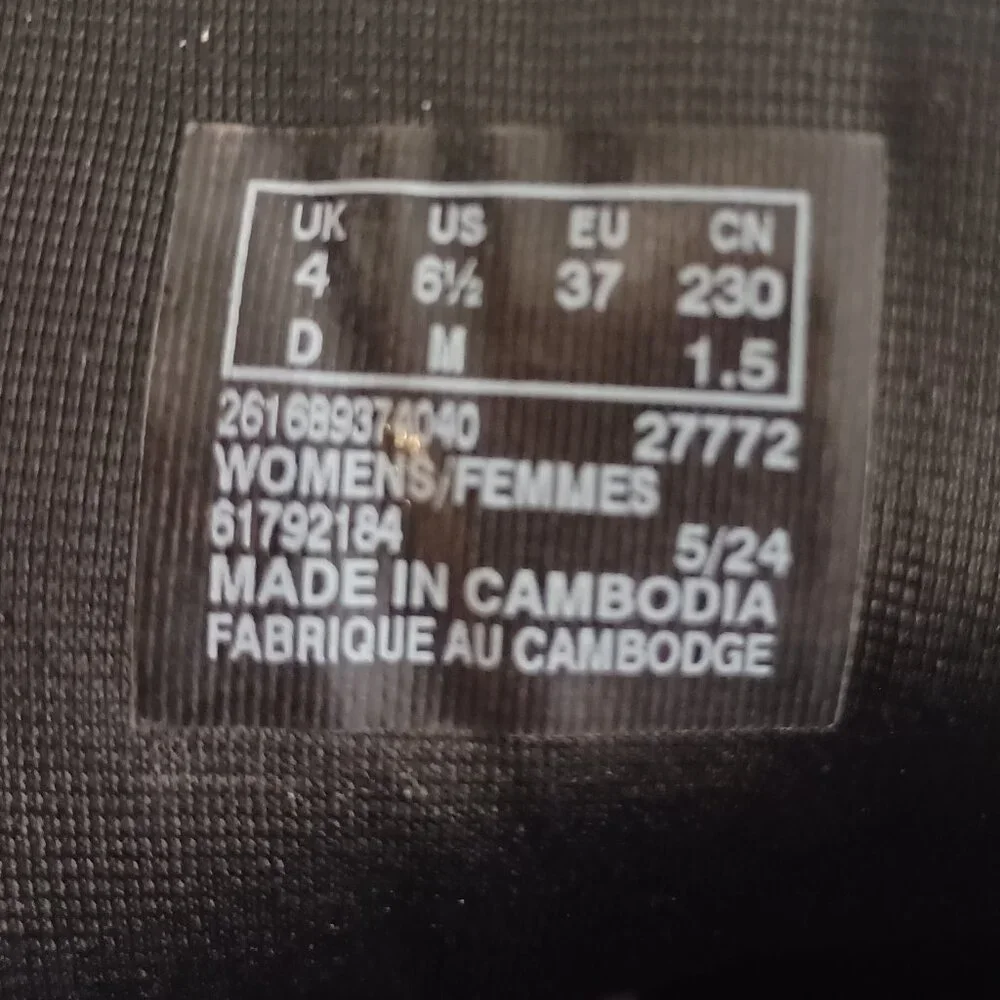 UK US EU CN
4 6½ 37 230
D M 1.5
261689374040 27772
WOMENS/FEMMES
61792184 5/24
MADE IN CAMBODIA
FABRIQUE AU CAMBODGE